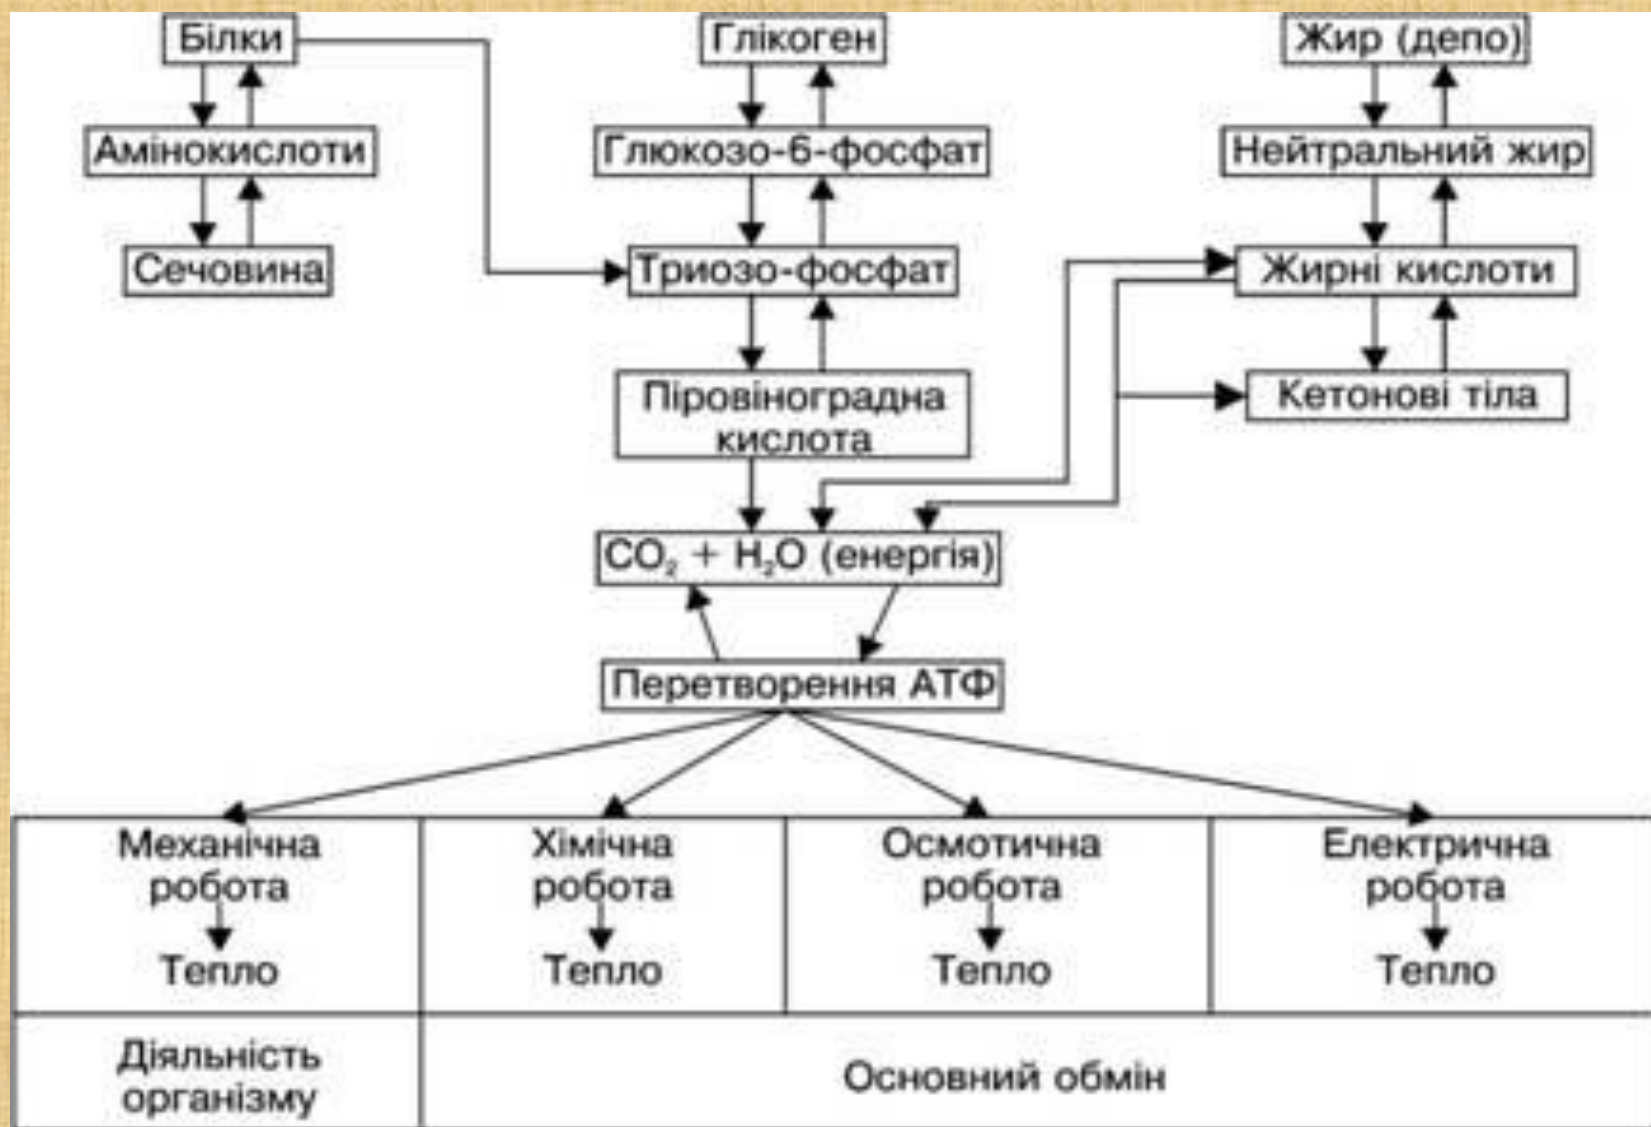 Білки
Глікоген
Жир (депо)
Амінокислоти
Глюкозо-6-фосфат
Нейтральний жир
Сечовина
Триозо-фосфат
Жирні кислоти
Піровіноградна
кислота
Кетонові тіла
CO₂ + H₂O (енергія)
Перетворення АТФ
Механічна
робота
Тепло
Хімічна
робота
Тепло
Осмотична
робота
Тепло
Електрична
робота
Тепло
Діяльність
організму
Основний обмін